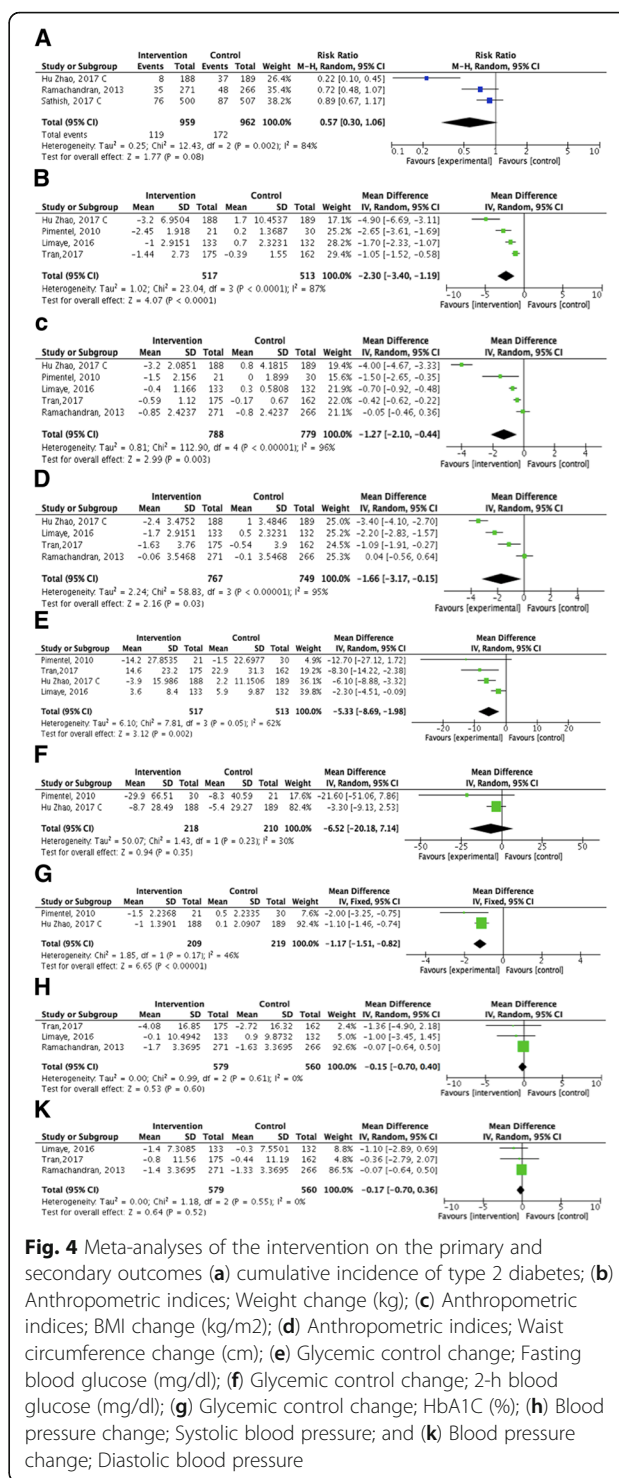 A
Intervention Control Risk Ratio Risk Ratio
Study or Subgroup Events Total Events Total Weight M-H, Random, 95% CI M-H, Random, 95% CI
Hu Zhao, 2017 C 8 188 37 189 26.4% 0.22 [0.10, 0.45]
Ramachandran, 2013 35 271 48 266 35.4% 0.72 [0.48, 1.07]
Sathish, 2017 C 76 500 87 507 38.2% 0.89 [0.67, 1.17]
Total (95% CI) 959 962 100.0% 0.57 [0.30, 1.06]
Total events 119 172
Heterogeneity: Tau² = 0.25; Chi² = 12.43, df = 2 (P = 0.002); I² = 84%
Test for overall effect: Z = 1.77 (P = 0.08)
0.1 0.2 0.5 1 2 5 10
Favours [experimental] Favours [control]
B
Intervention Control Mean Difference Mean Difference
Study or Subgroup Mean SD Total Mean SD Total Weight IV, Random, 95% CI IV, Random, 95% CI
Hu Zhao, 2017 C -3.2 6.9504 188 1.7 10.4537 189 17.1% -4.90 [-6.69, -3.11]
Pimentel, 2010 -2.45 1.918 21 0.2 1.3687 30 25.2% -2.65 [-3.61, -1.69]
Limaye, 2016 -1 2.9151 133 0.7 2.3231 132 28.2% -1.70 [-2.33, -1.07]
Tran,2017 -1.44 2.73 175 -0.39 1.55 162 29.4% -1.05 [-1.52, -0.58]
Total (95% CI) 517 513 100.0% -2.30 [-3.40, -1.19]
Heterogeneity: Tau² = 1.02; Chi² = 23.04, df = 3 (P < 0.0001); I² = 87%
Test for overall effect: Z = 4.07 (P < 0.0001)
-10 -5 0 5 10
Favours [intervention] Favours [control]
C
Intervention Control Mean Difference Mean Difference
Study or Subgroup Mean SD Total Mean SD Total Weight IV, Random, 95% CI IV, Random, 95% CI
Hu Zhao, 2017 C -3.2 2.0851 188 0.8 4.1815 189 19.4% -4.00 [-4.67, -3.33]
Pimentel, 2010 -1.5 2.156 21 0 1.899 30 15.6% -1.50 [-2.65, -0.35]
Limaye, 2016 -0.4 1.166 133 0.3 0.5808 132 21.9% -0.70 [-0.92, -0.48]
Tran,2017 -0.59 1.12 175 -0.17 0.67 162 22.0% -0.42 [-0.62, -0.22]
Ramachandran, 2013 -0.85 2.4237 271 -0.8 2.4237 266 21.1% -0.05 [-0.46, 0.36]
Total (95% CI) 788 779 100.0% -1.27 [-2.10, -0.44]
Heterogeneity: Tau² = 0.81; Chi² = 112.90, df = 4 (P < 0.00001); I² = 96%
Test for overall effect: Z = 2.99 (P = 0.003)
-4 -2 0 2 4
Favours [intervention] Favours [control]
D
Intervention Control Mean Difference Mean Difference
Study or Subgroup Mean SD Total Mean SD Total Weight IV, Random, 95% CI IV, Random, 95% CI
Hu Zhao, 2017 C -2.4 3.4752 188 1 3.4846 189 25.0% -3.40 [-4.10, -2.70]
Limaye, 2016 -1.7 2.9151 133 0.5 2.3231 132 25.2% -2.20 [-2.83, -1.57]
Tran,2017 -1.63 3.76 175 -0.54 3.9 162 24.5% -1.09 [-1.91, -0.27]
Ramachandran, 2013 -0.06 3.5468 271 -0.1 3.5468 266 25.3% 0.04 [-0.56, 0.64]
Total (95% CI) 767 749 100.0% -1.66 [-3.17, -0.15]
Heterogeneity: Tau² = 2.24; Chi² = 58.83, df = 3 (P < 0.00001); I² = 95%
Test for overall effect: Z = 2.16 (P = 0.03)
-4 -2 0 2 4
Favours [experimental] Favours [control]
E
Intervention Control Mean Difference Mean Difference
Study or Subgroup Mean SD Total Mean SD Total Weight IV, Random, 95% CI IV, Random, 95% CI
Pimentel, 2010 -14.2 27.8535 21 -1.5 22.6977 30 4.9% -12.70 [-27.12, 1.72]
Tran,2017 14.6 23.2 175 22.9 31.3 162 19.2% -8.30 [-14.22, -2.38]
Hu Zhao, 2017 C -3.9 15.986 188 2.2 11.1506 189 36.1% -6.10 [-8.88, -3.32]
Limaye, 2016 3.6 8.4 133 5.9 9.87 132 39.8% -2.30 [-4.51, -0.09]
Total (95% CI) 517 513 100.0% -5.33 [-8.69, -1.98]
Heterogeneity: Tau² = 6.10; Chi² = 7.81, df = 3 (P = 0.05); I² = 62%
Test for overall effect: Z = 3.12 (P = 0.002)
-20 -10 0 10 20
Favours [experimental] Favours [control]
F
Intervention Control Mean Difference Mean Difference
Study or Subgroup Mean SD Total Mean SD Total Weight IV, Random, 95% CI IV, Random, 95% CI
Pimentel, 2010 -29.9 66.51 30 -8.3 40.59 21 17.6% -21.60 [-51.06, 7.86]
Hu Zhao, 2017 C -8.7 28.49 188 -5.4 29.27 189 82.4% -3.30 [-9.13, 2.53]
Total (95% CI) 218 210 100.0% -6.52 [-20.18, 7.14]
Heterogeneity: Tau² = 50.07; Chi² = 1.43, df = 1 (P = 0.23); I² = 30%
Test for overall effect: Z = 0.94 (P = 0.35)
-50 -25 0 25 50
Favours [experimental] Favours [control]
G
Intervention Control Mean Difference Mean Difference
Study or Subgroup Mean SD Total Mean SD Total Weight IV, Fixed, 95% CI IV, Fixed, 95% CI
Pimentel, 2010 -1.5 2.2368 21 0.5 2.2335 30 7.6% -2.00 [-3.25, -0.75]
Hu Zhao, 2017 C -1 1.3901 188 0.1 2.0907 189 92.4% -1.10 [-1.46, -0.74]
Total (95% CI) 209 219 100.0% -1.17 [-1.51, -0.82]
Heterogeneity: Chi² = 1.85, df = 1 (P = 0.17); I² = 46%
Test for overall effect: Z = 6.65 (P < 0.00001)
-4 -2 0 2 4
Favours [experimental] Favours [control]
H
Intervention Control Mean Difference Mean Difference
Study or Subgroup Mean SD Total Mean SD Total Weight IV, Random, 95% CI IV, Random, 95% CI
Tran,2017 -4.08 16.85 175 -2.72 16.32 162 2.4% -1.36 [-4.90, 2.18]
Limaye, 2016 -0.1 10.4942 133 0.9 9.8732 132 5.0% -1.00 [-3.45, 1.45]
Ramachandran, 2013 -1.7 3.3695 271 -1.63 3.3695 266 92.6% -0.07 [-0.64, 0.50]
Total (95% CI) 579 560 100.0% -0.15 [-0.70, 0.40]
Heterogeneity: Tau² = 0.00; Chi² = 0.99, df = 2 (P = 0.61); I² = 0%
Test for overall effect: Z = 0.53 (P = 0.60)
-10 -5 0 5 10
Favours [intervention] Favours [control]
K
Intervention Control Mean Difference Mean Difference
Study or Subgroup Mean SD Total Mean SD Total Weight IV, Random, 95% CI IV, Random, 95% CI
Limaye, 2016 -1.4 7.3085 133 -0.3 7.5501 132 8.8% -1.10 [-2.89, 0.69]
Tran,2017 -0.8 11.56 175 -0.44 11.19 162 4.8% -0.36 [-2.79, 2.07]
Ramachandran, 2013 -1.4 3.3695 271 -1.33 3.3695 266 86.5% -0.07 [-0.64, 0.50]
Total (95% CI) 579 560 100.0% -0.17 [-0.70, 0.36]
Heterogeneity: Tau² = 0.00; Chi² = 1.18, df = 2 (P = 0.55); I² = 0%
Test for overall effect: Z = 0.64 (P = 0.52)
-10 -5 0 5 10
Favours [intervention] Favours [control]
Fig. 4 Meta-analyses of the intervention on the primary and
secondary outcomes (a) cumulative incidence of type 2 diabetes; (b)
Anthropometric indices; Weight change (kg); (c) Anthropometric
indices; BMI change (kg/m2); (d) Anthropometric indices; Waist
circumference change (cm); (e) Glycemic control change; Fasting
blood glucose (mg/dl); (f) Glycemic control change; 2-h blood
glucose (mg/dl); (g) Glycemic control change; HbA1C (%); (h) Blood
pressure change; Systolic blood pressure; and (k) Blood pressure
change; Diastolic blood pressure